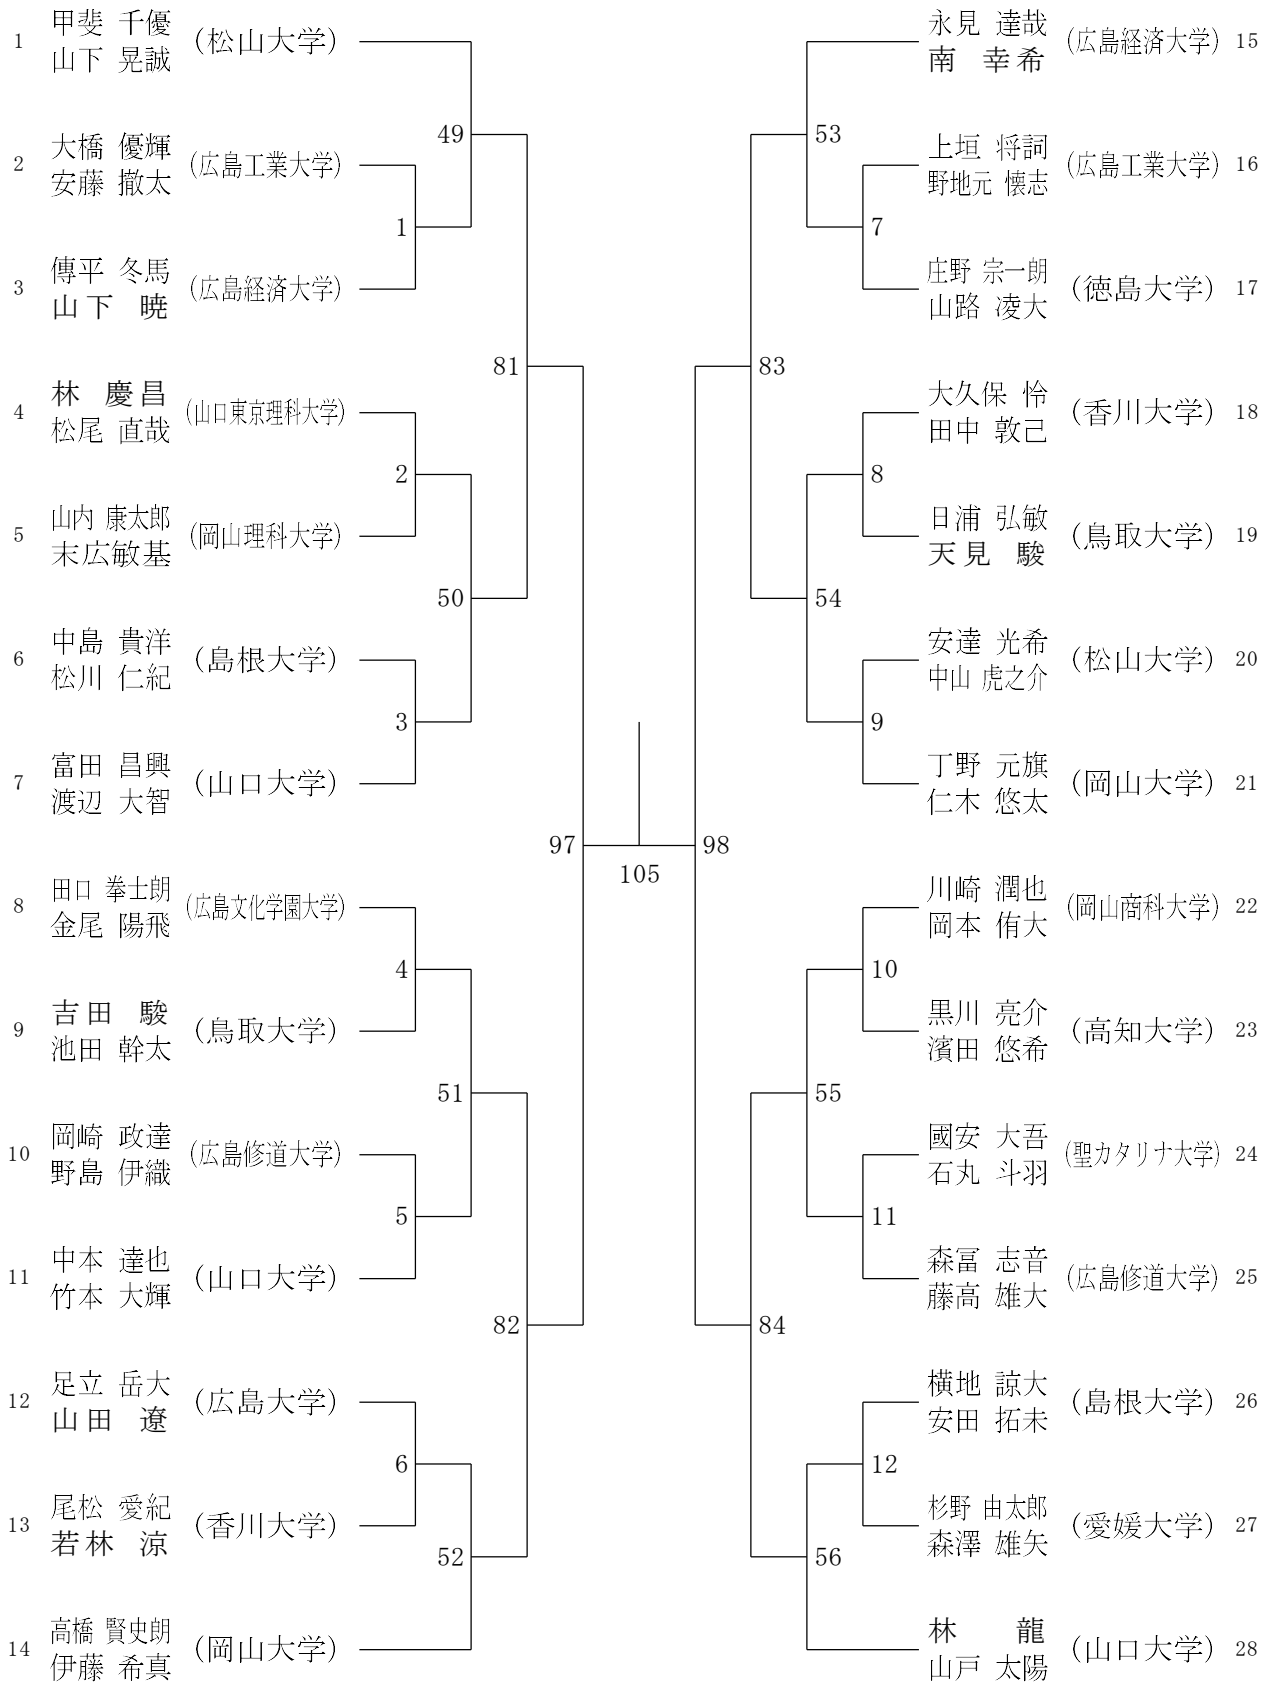 1 甲斐 千優 (松山大学)
山下 晃誠
2 大橋 優輝 (広島工業大学)
安藤 撤太
3 傳平 冬馬 (広島経済大学)
山下 暁
4 林 慶昌 (山口東京理科大学)
松尾 直哉
5 山内 康太郎 (岡山理科大学)
末広敏基
6 中島 貴洋 (島根大学)
松川 仁紀
7 富田 昌興 (山口大学)
渡辺 大智
8 田口 拳士朗 (広島文化学園大学)
金尾 陽飛
9 吉田 駿 (鳥取大学)
池田 幹太
10 岡崎 政達 (広島修道大学)
野島 伊織
11 中本 達也 (山口大学)
竹本 大輝
12 足立 岳大 (広島大学)
山田 遼
13 尾松 愛紀 (香川大学)
若林 涼
14 高橋 賢史朗 (岡山大学)
伊藤 希真
49
1
81
2
50
3
97
4
51
5
82
6
52
105
53
7
83
8
54
9
98
10
55
11
84
12
56
永見 達哉 (広島経済大学) 15
南 幸希
上垣 将詞 (広島工業大学) 16
野地元 懐志
庄野 宗一朗 (徳島大学) 17
山路 凌大
大久保 怜 (香川大学) 18
田中 敦己
日浦 弘敏 (鳥取大学) 19
天見 駿
安達 光希 (松山大学) 20
中山 虎之介
丁野 元旗 (岡山大学) 21
仁木 悠太
川崎 潤也 (岡山商科大学) 22
岡本 侑大
黒川 亮介 (高知大学) 23
濱田 悠希
國安 大吾 (聖カタリナ大学) 24
石丸 斗羽
森冨 志音 (広島修道大学) 25
藤高 雄大
横地 諒大 (島根大学) 26
安田 拓未
杉野 由太郎 (愛媛大学) 27
森澤 雄矢
林 龍 (山口大学) 28
山戸 太陽